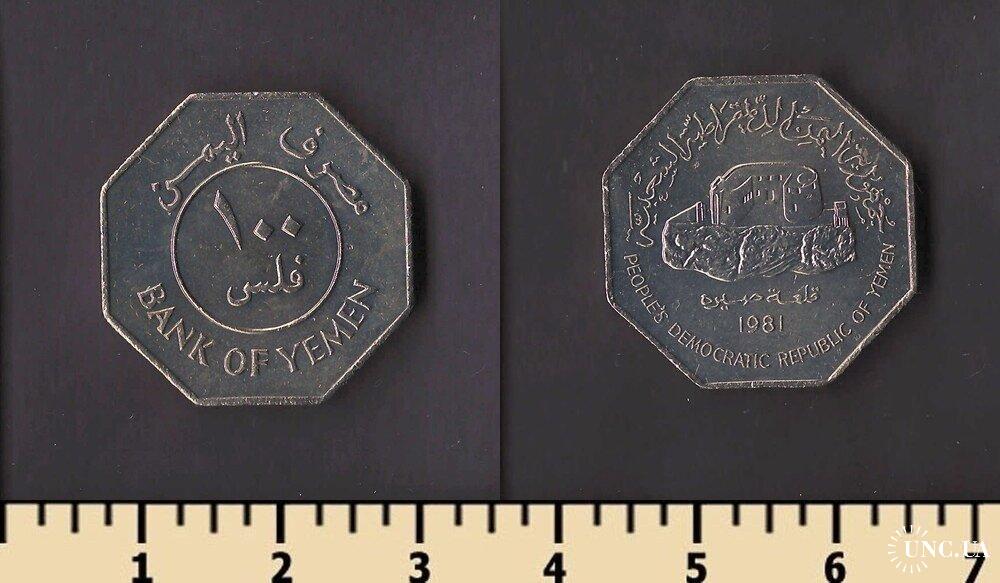 مصرف اليمن
١٠٠
فلس
BANK OF YEMEN
جمهورية اليمن الديمقراطية الشعبية
قلعة صيره
1981
PEOPLE'S DEMOCRATIC REPUBLIC OF YEMEN
1 2 3 4 5 6 7
UNC.UA